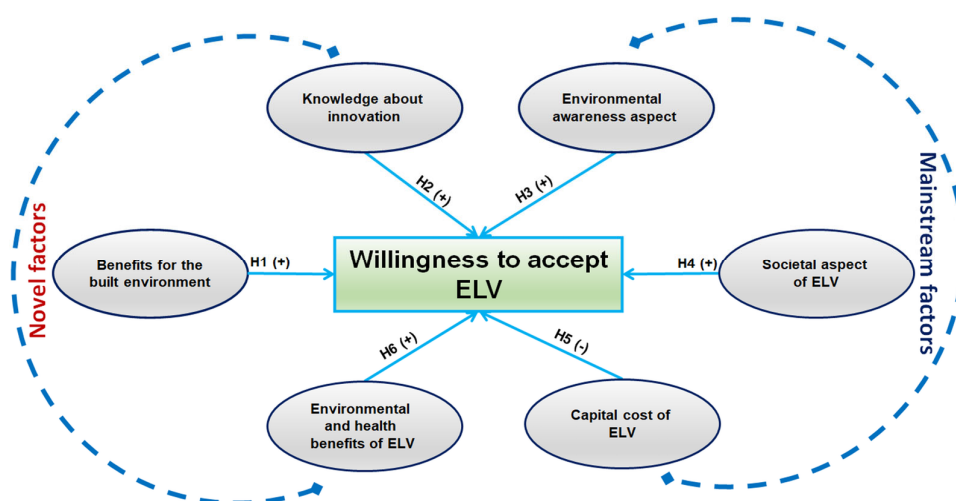 Knowledge about
innovation
Environmental
awareness aspect
H2 (+)
H3 (+)
Novel factors
Mainstream factors
Benefits for the
built environment
H1 (+)
Willingness to accept
ELV
H4 (+)
Societal aspect
of ELV
H6 (+)
H5 (-)
Environmental
and health
benefits of ELV
Capital cost of
ELV